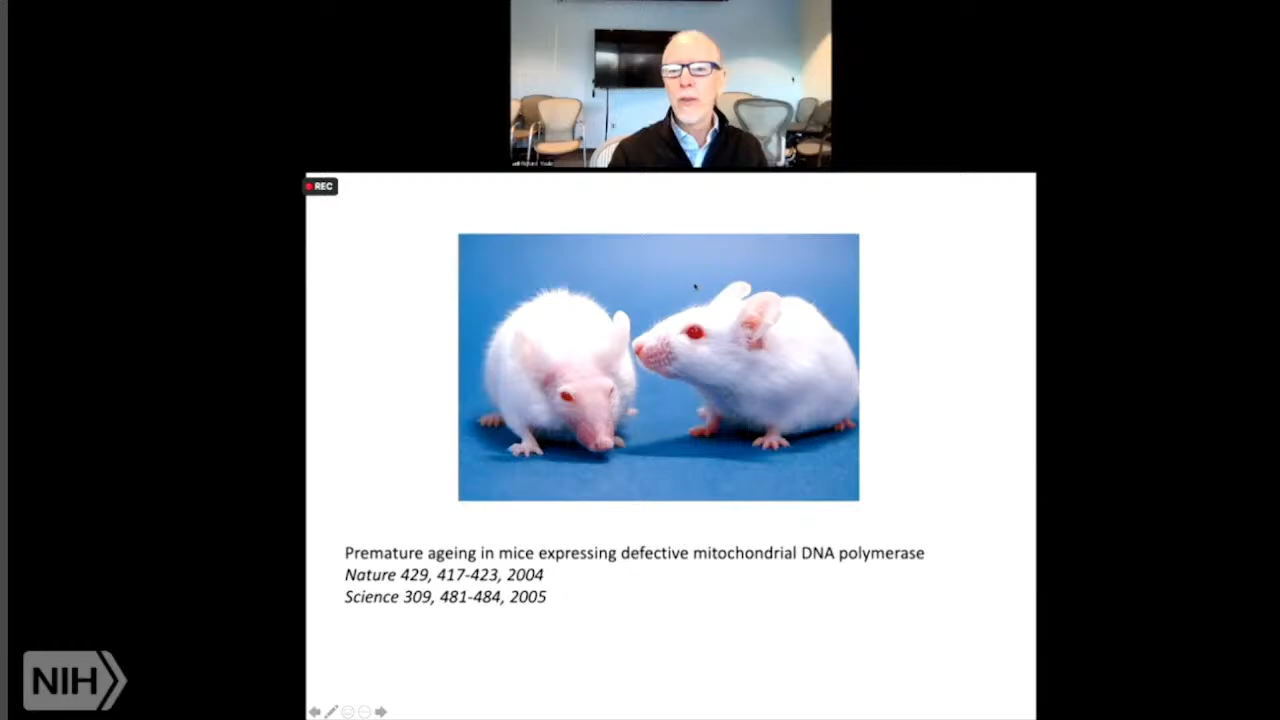 REC
Premature ageing in mice expressing defective mitochondrial DNA polymerase
Nature 429, 417-423, 2004
Science 309, 481-484, 2005
NIH